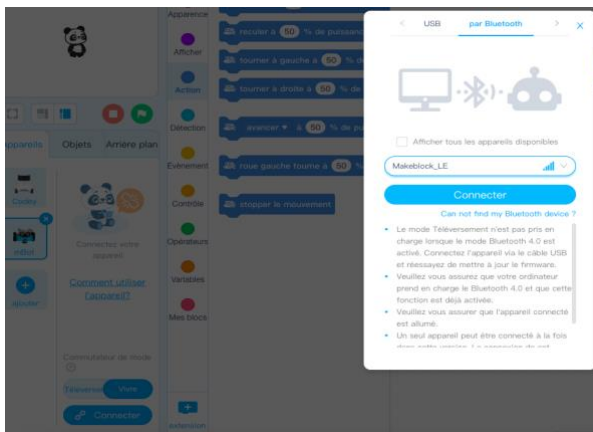 Apparence
Afficher
Action
Détection
Événement
Contrôle
Opérateurs
Variables
Mes blocs
extension
reculer à 50 % de puissance
tourner à gauche à 50 % de
tourner à droite à 50 % de
avancer à 50 % de pu
roue gauche tourne à 50 %
stopper le mouvement
Appareils
Objets
Arrière plan
Codey
mBot
ajouter
Connectez votre
appareil
Comment utiliser
l'appareil?
Commutateur de mode
Téléverser
Vivre
Connecter
USB
par Bluetooth
Afficher tous les appareils disponibles
Makeblock_LE
Connecter
Can not find my Bluetooth device ?
Le mode Téléversement n'est pas pris en
charge lorsque le mode Bluetooth 4.0 est
activé. Connectez l'appareil via le câble USB
et réessayez de mettre à jour le firmware.
Veuillez vous assurez que votre ordinateur
prend en charge le Bluetooth 4.0 et que cette
fonction est déjà activée.
Veuillez vous assurer que l'appareil connecté
est allumé.
Un seul appareil peut être connecté à la fois